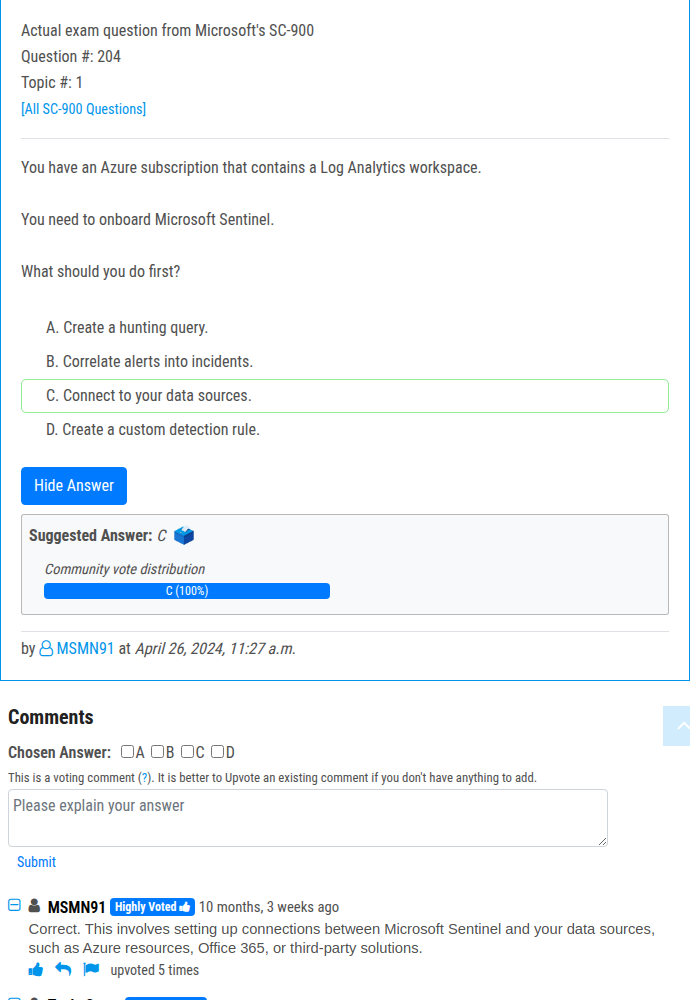 Actual exam question from Microsoft's SC-900
Question #: 204
Topic #: 1
[All SC-900 Questions]
You have an Azure subscription that contains a Log Analytics workspace.
You need to onboard Microsoft Sentinel.
What should you do first?
A. Create a hunting query.
B. Correlate alerts into incidents.
C. Connect to your data sources.
D. Create a custom detection rule.
Hide Answer
Suggested Answer: C
Community vote distribution
C (100%)
by MSMN91 at April 26, 2024, 11:27 a.m.
Comments
Chosen Answer: A B C D
This is a voting comment (?). It is better to Upvote an existing comment if you don't have anything to add.
Please explain your answer
Submit
MSMN91 Highly Voted 10 months, 3 weeks ago
Correct. This involves setting up connections between Microsoft Sentinel and your data sources,
such as Azure resources, Office 365, or third-party solutions.
upvoted 5 times